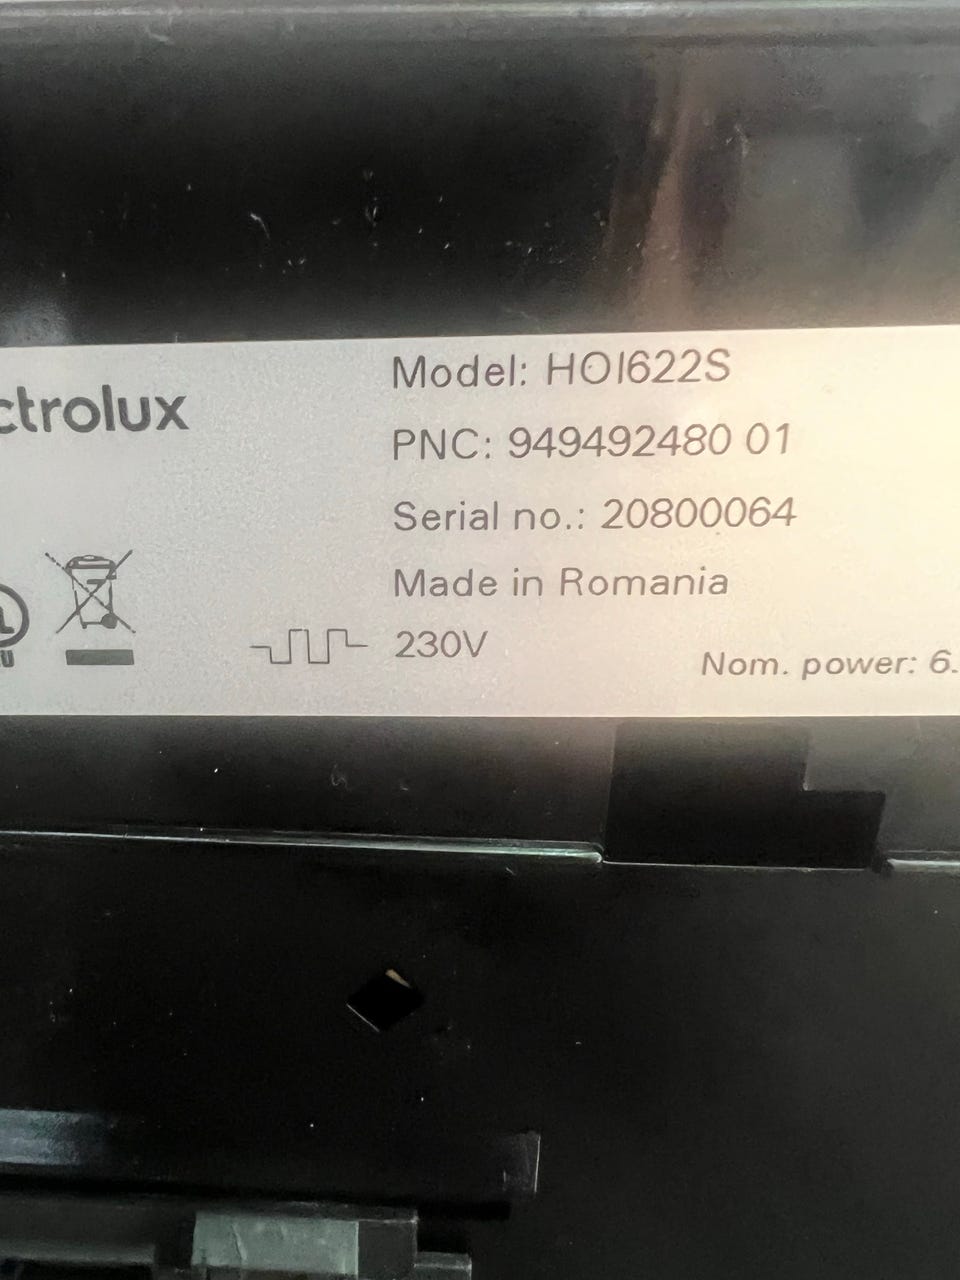 ctrolux
Model: HOI622S
PNC: 949492480 01
Serial no.: 20800064
Made in Romania
230V
Nom. power: 6.